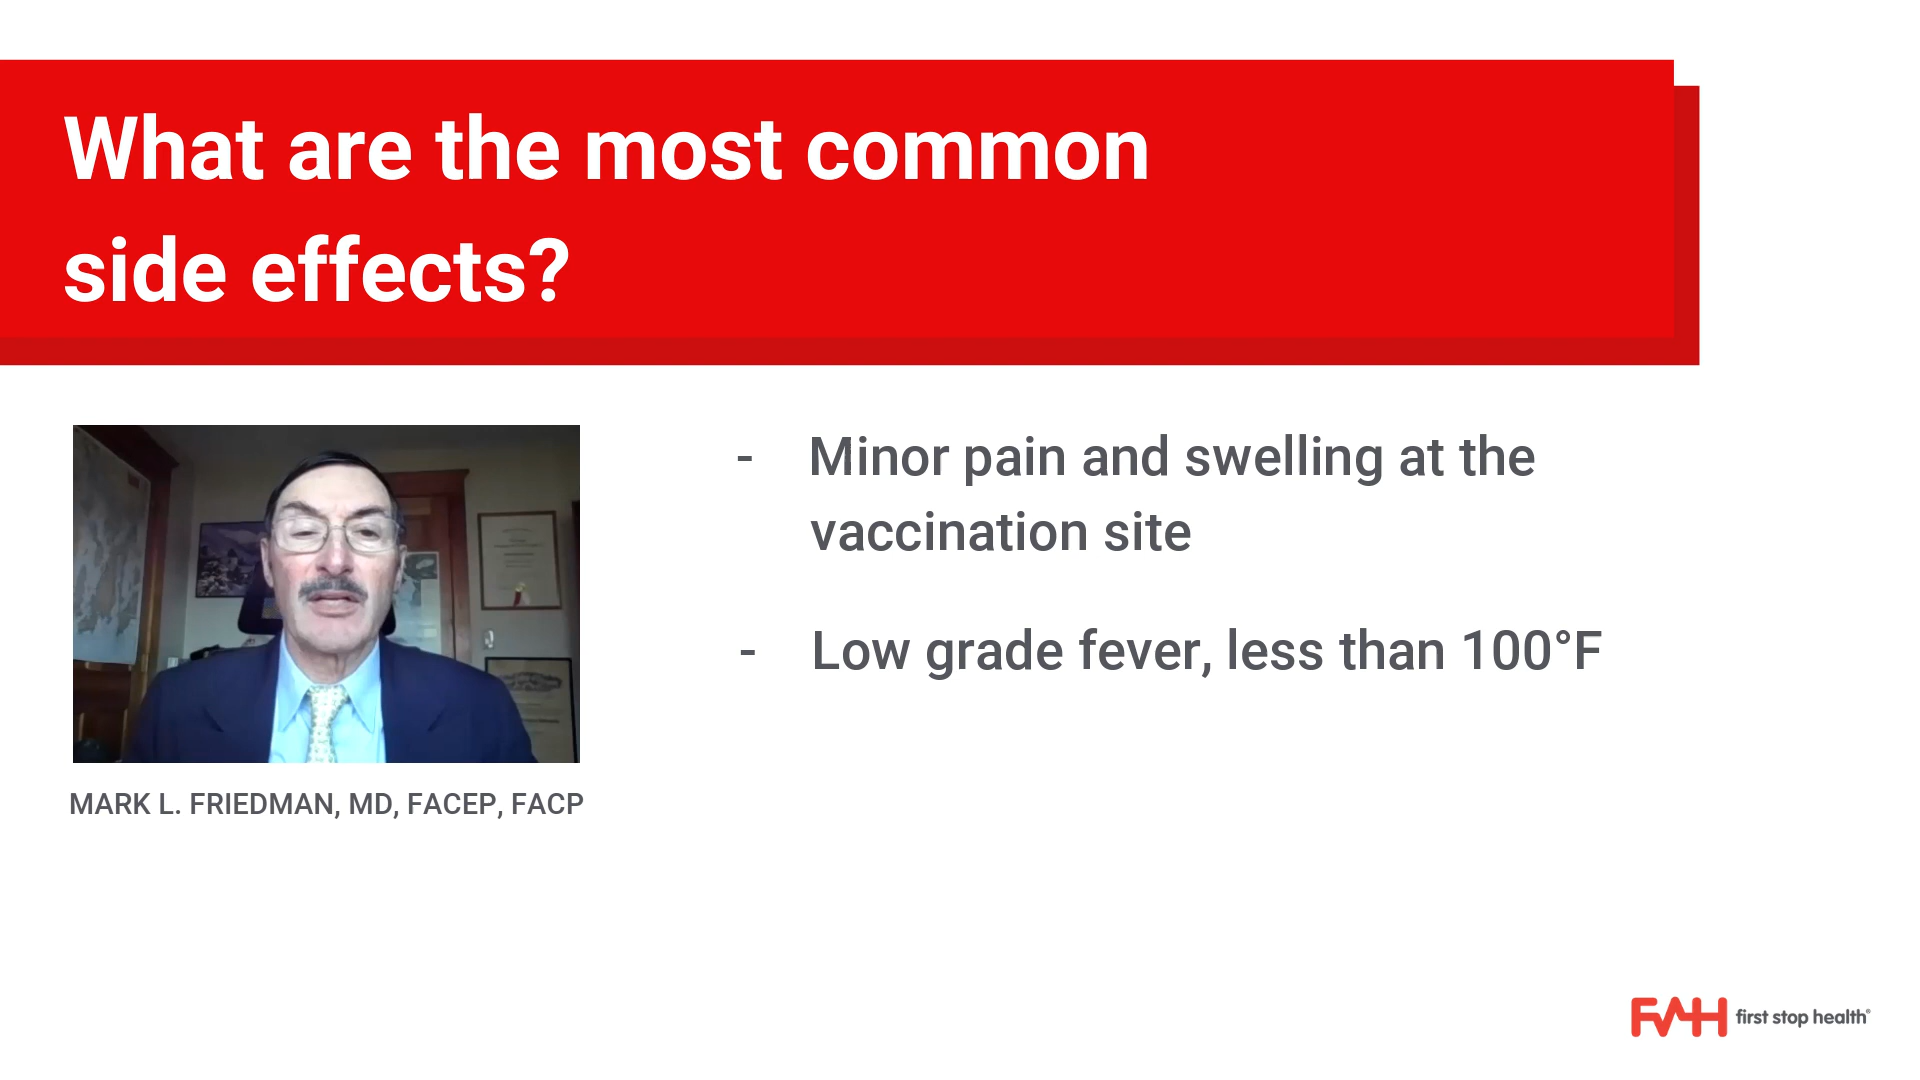 What are the most common
side effects?
- Minor pain and swelling at the
vaccination site
- Low grade fever, less than 100°F
MARK L. FRIEDMAN, MD, FACEP, FACP
first stop health®